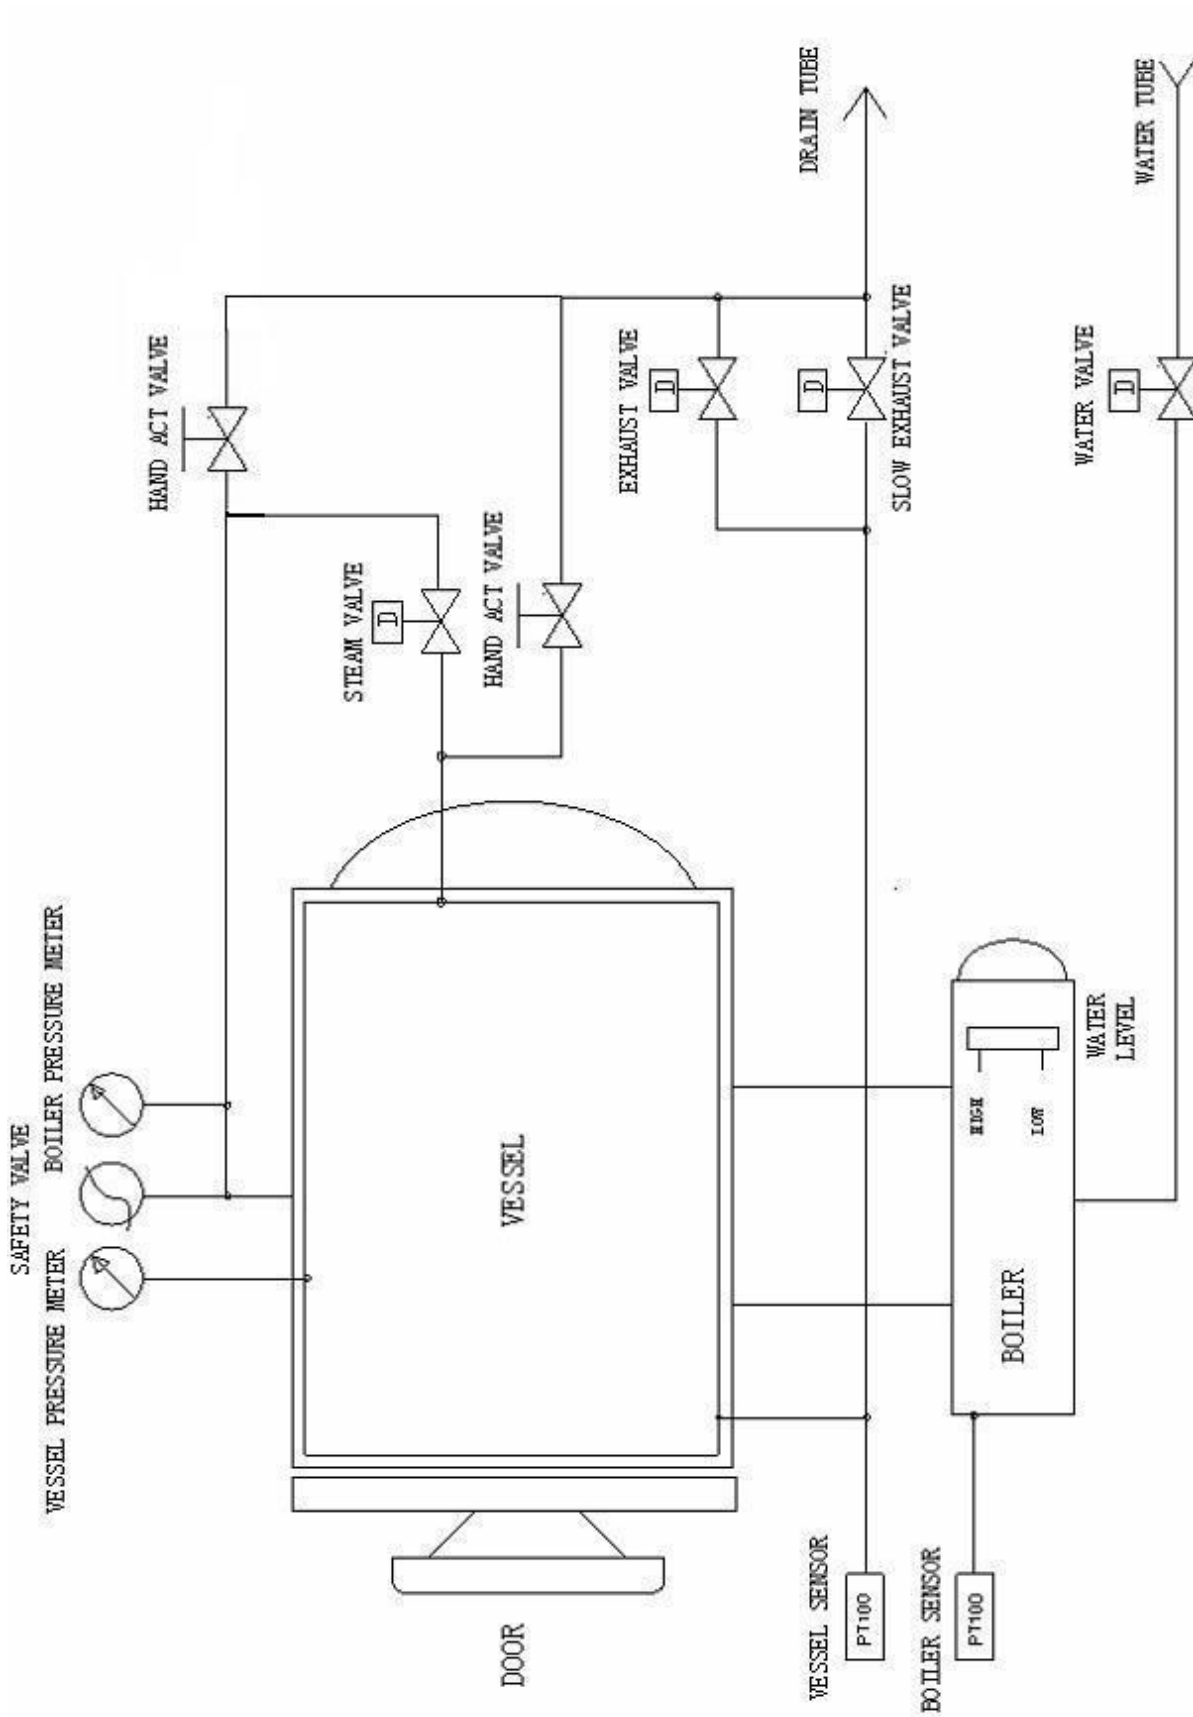 SAFETY VALVE
VESSEL PRESSURE METER
BOILER PRESSURE METER
HAND ACT VALVE
STEAM VALVE
D
HAND ACT VALVE
EXHAUST VALVE
D
DRAIN TUBE
D
SLOW EXHAUST VALVE
WATER TUBE
WATER VALVE
D
DOOR
VESSEL
VESSEL SENSOR
PT100
BOILER SENSOR
PT100
BOILER
HIGH
LOW
WATER
LEVEL